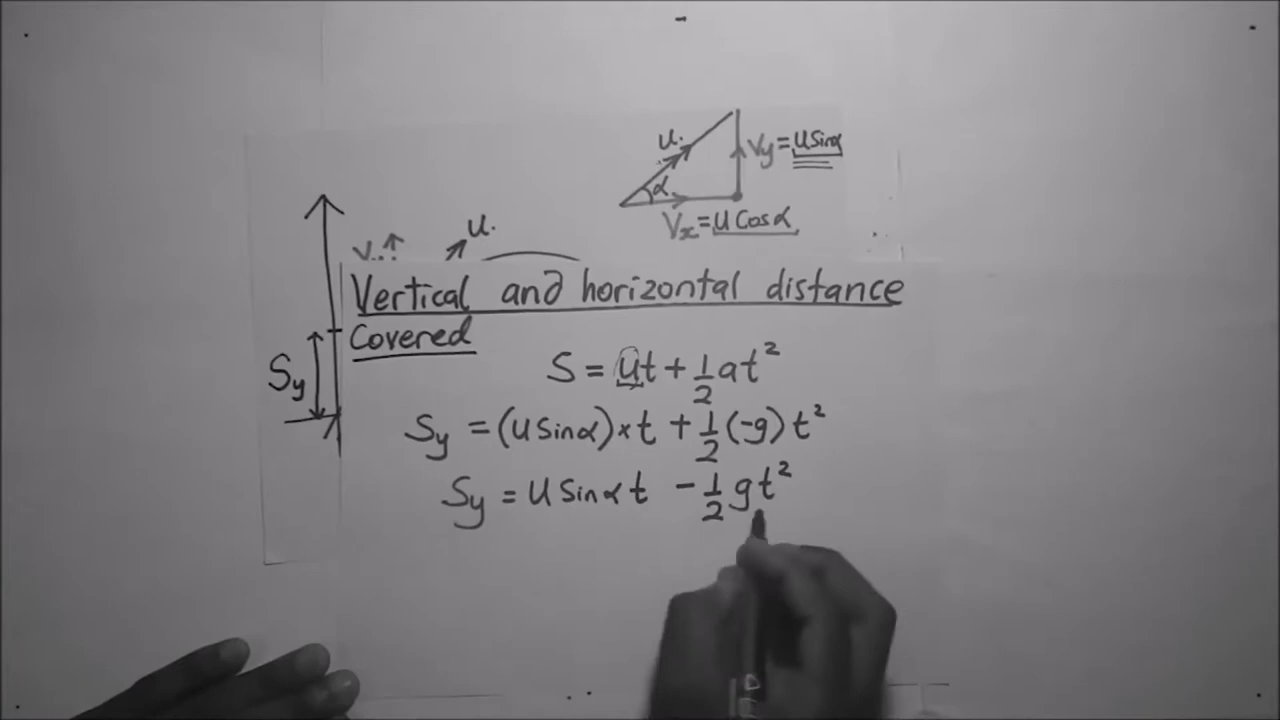 u.
Vy = u Sinα
α
Vx = u Cosα
u.
V
Vertical and horizontal distance
Covered
Sy
S = ut + 1/2 at²
Sy = (u Sinα) × t + 1/2 (-g) t²
Sy = u Sinα t - 1/2 gt²